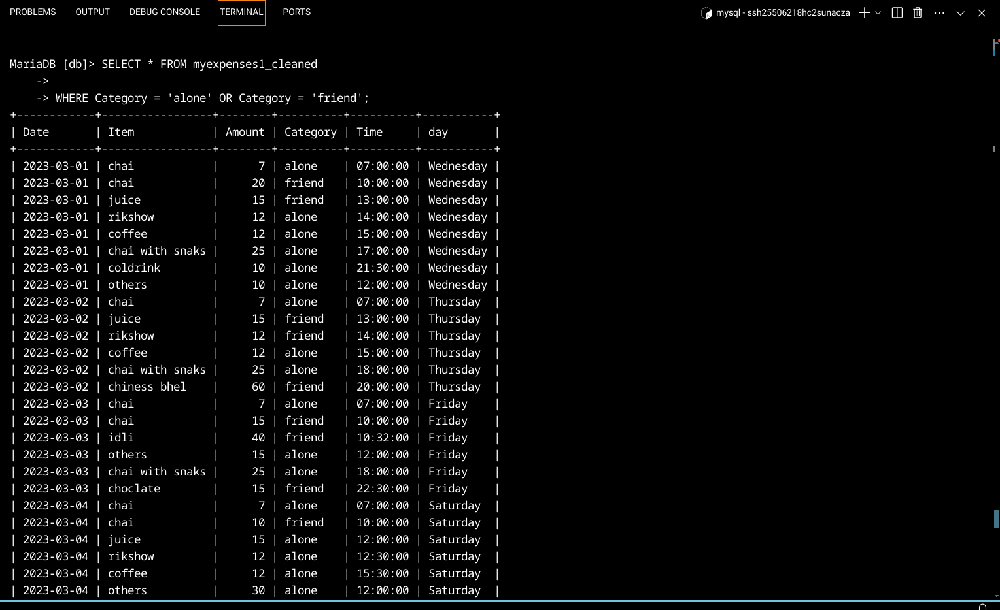 PROBLEMS OUTPUT DEBUG CONSOLE TERMINAL PORTS mysql - ssh25506218hc2sunacza
MariaDB [db]> SELECT * FROM myexpenses1_cleaned
    ->
    -> WHERE Category = 'alone' OR Category = 'friend';
+------------+-----------------+--------+----------+----------+-----------+
| Date       | Item            | Amount | Category | Time     | day       |
+------------+-----------------+--------+----------+----------+-----------+
| 2023-03-01 | chai            |      7 | alone    | 07:00:00 | Wednesday |
| 2023-03-01 | chai            |     20 | friend   | 10:00:00 | Wednesday |
| 2023-03-01 | juice           |     15 | friend   | 13:00:00 | Wednesday |
| 2023-03-01 | rikshow         |     12 | alone    | 14:00:00 | Wednesday |
| 2023-03-01 | coffee          |     12 | alone    | 15:00:00 | Wednesday |
| 2023-03-01 | chai with snaks |     25 | alone    | 17:00:00 | Wednesday |
| 2023-03-01 | coldrink        |     10 | alone    | 21:30:00 | Wednesday |
| 2023-03-01 | others          |     10 | alone    | 12:00:00 | Wednesday |
| 2023-03-02 | chai            |      7 | alone    | 07:00:00 | Thursday  |
| 2023-03-02 | juice           |     15 | friend   | 13:00:00 | Thursday  |
| 2023-03-02 | rikshow         |     12 | friend   | 14:00:00 | Thursday  |
| 2023-03-02 | coffee          |     12 | alone    | 15:00:00 | Thursday  |
| 2023-03-02 | chai with snaks |     25 | alone    | 18:00:00 | Thursday  |
| 2023-03-02 | chiness bhel    |     60 | friend   | 20:00:00 | Thursday  |
| 2023-03-03 | chai            |      7 | alone    | 07:00:00 | Friday    |
| 2023-03-03 | chai            |     15 | friend   | 10:00:00 | Friday    |
| 2023-03-03 | idli            |     40 | friend   | 10:32:00 | Friday    |
| 2023-03-03 | others          |     15 | alone    | 12:00:00 | Friday    |
| 2023-03-03 | chai with snaks |     25 | alone    | 18:00:00 | Friday    |
| 2023-03-03 | choclate        |     15 | friend   | 22:30:00 | Friday    |
| 2023-03-04 | chai            |      7 | alone    | 07:00:00 | Saturday  |
| 2023-03-04 | chai            |     10 | friend   | 10:00:00 | Saturday  |
| 2023-03-04 | juice           |     15 | alone    | 12:00:00 | Saturday  |
| 2023-03-04 | rikshow         |     12 | alone    | 12:30:00 | Saturday  |
| 2023-03-04 | coffee          |     12 | alone    | 15:30:00 | Saturday  |
| 2023-03-04 | others          |     30 | alone    | 12:00:00 | Saturday  |